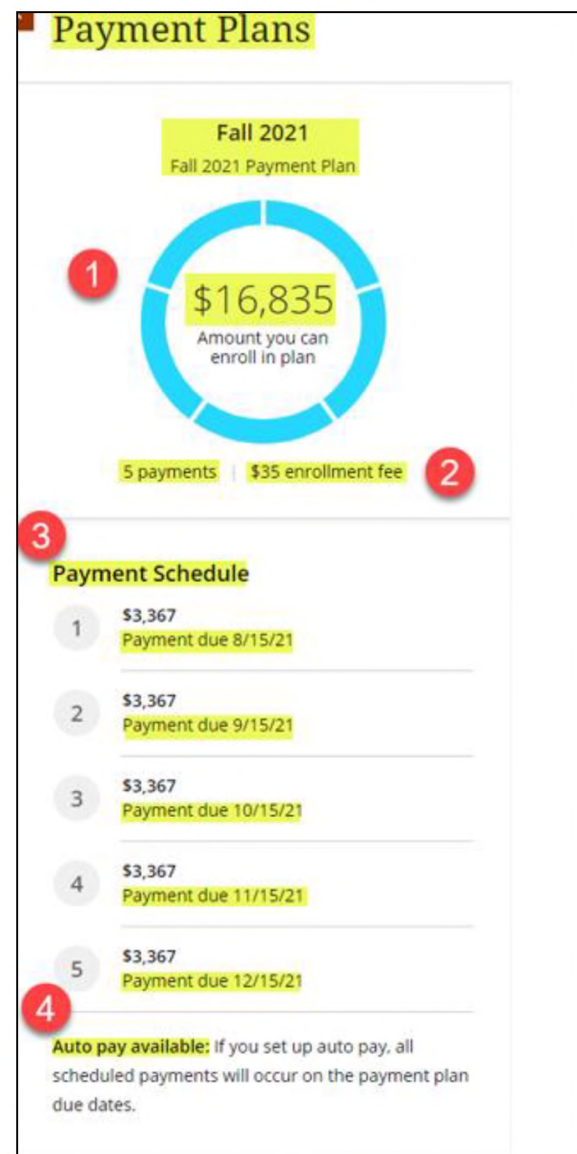 Payment Plans
Fall 2021
Fall 2021 Payment Plan
1
$16,835
Amount you can
enroll in plan
5 payments | $35 enrollment fee
2
3
Payment Schedule
1
$3,367
Payment due 8/15/21
2
$3,367
Payment due 9/15/21
3
$3,367
Payment due 10/15/21
4
$3,367
Payment due 11/15/21
5
$3,367
Payment due 12/15/21
4
Auto pay available: If you set up auto pay, all
scheduled payments will occur on the payment plan
due dates.